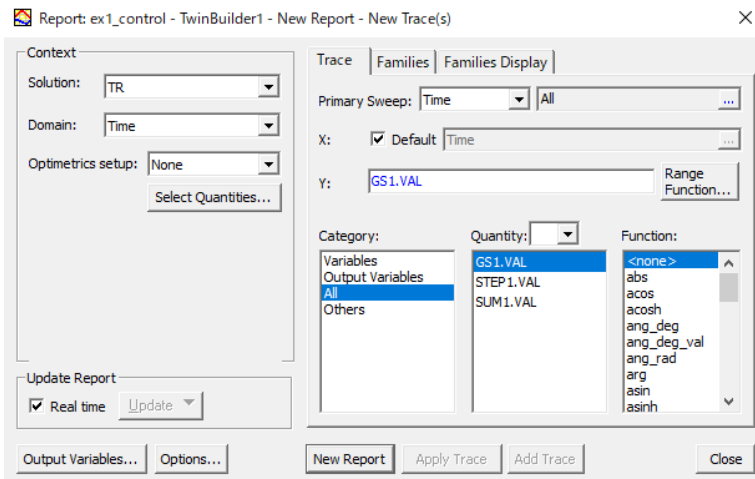 Report: ex1_control - TwinBuilder1 - New Report - New Trace(s)
Context
Solution: TR
Domain: Time
Optimetrics setup: None
Select Quantities...
Update Report
Real time Update
Output Variables... Options...
Trace Families Families Display
Primary Sweep: Time All ...
X: Default Time ...
Y: GS1.VAL Range Function...
Category:
Variables
Output Variables
All
Others
Quantity:
GS1.VAL
STEP1.VAL
SUM1.VAL
Function:
<none>
abs
acos
acosh
ang_deg
ang_deg_val
ang_rad
arg
asin
asinh
New Report Apply Trace Add Trace Close